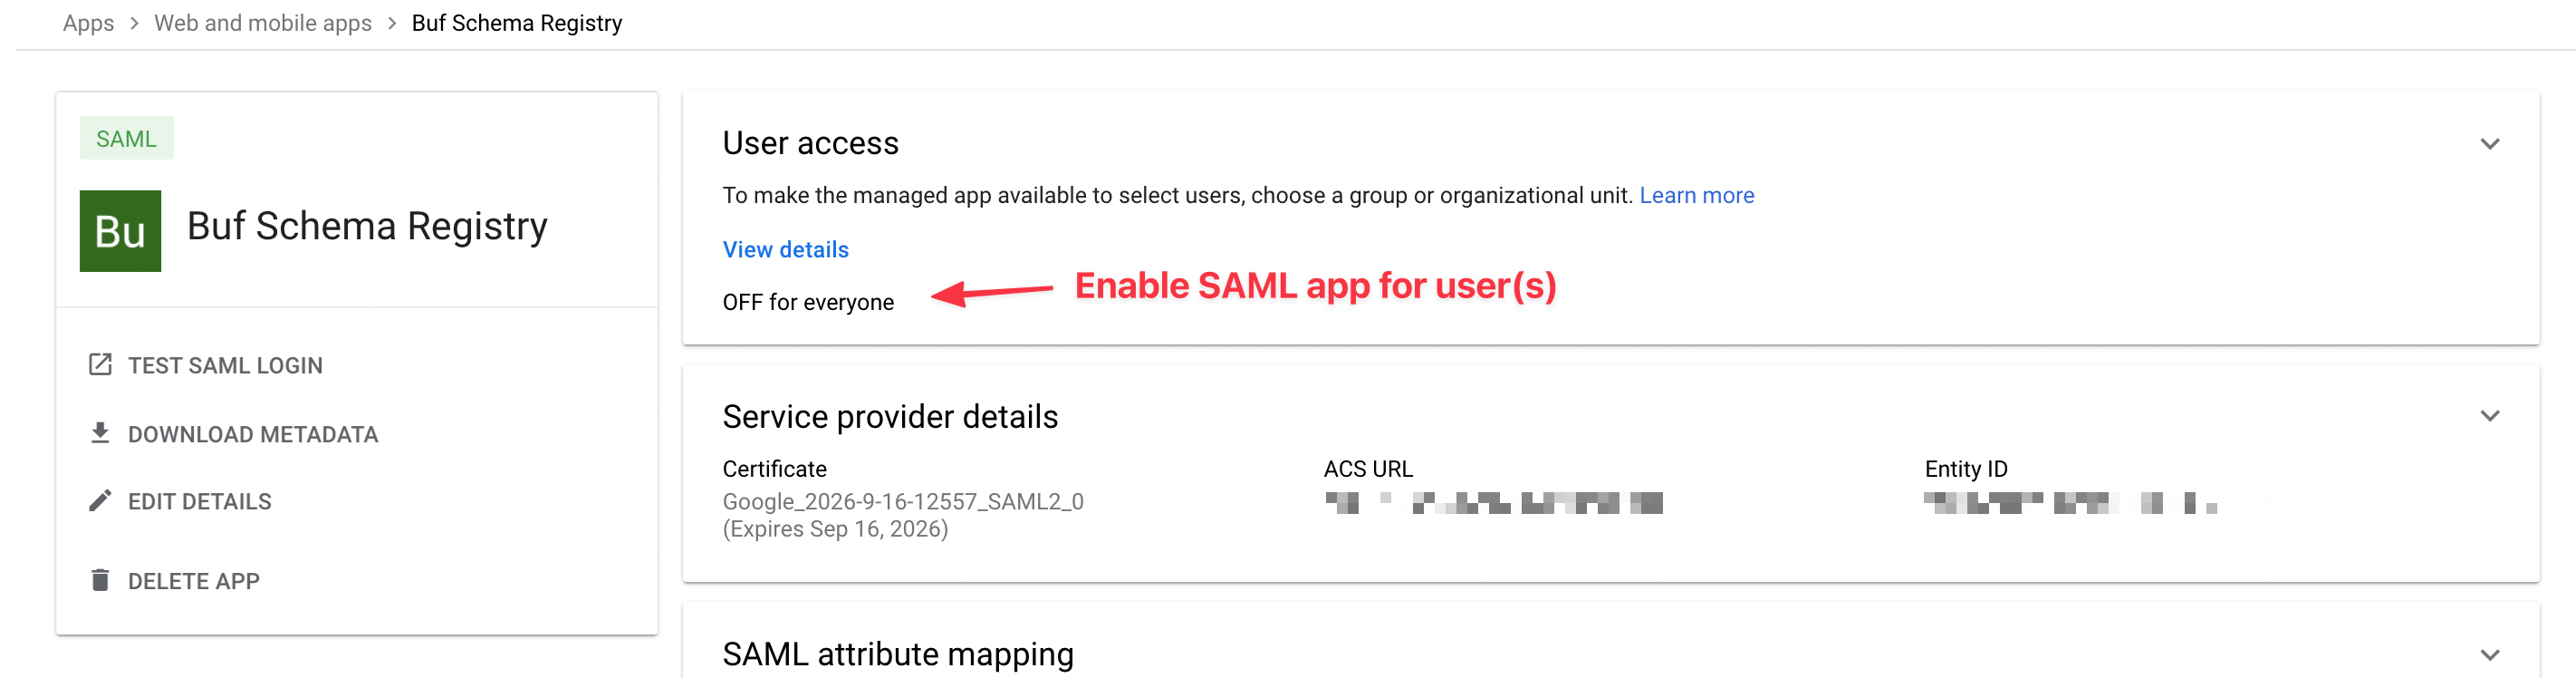 Apps > Web and mobile apps > Buf Schema Registry
SAML
Bu
Buf Schema Registry
TEST SAML LOGIN
DOWNLOAD METADATA
EDIT DETAILS
DELETE APP
User access
To make the managed app available to select users, choose a group or organizational unit. Learn more
View details
OFF for everyone
Enable SAML app for user(s)
Service provider details
Certificate
Google_2026-9-16-12557_SAML2_0
(Expires Sep 16, 2026)
ACS URL
Entity ID
SAML attribute mapping